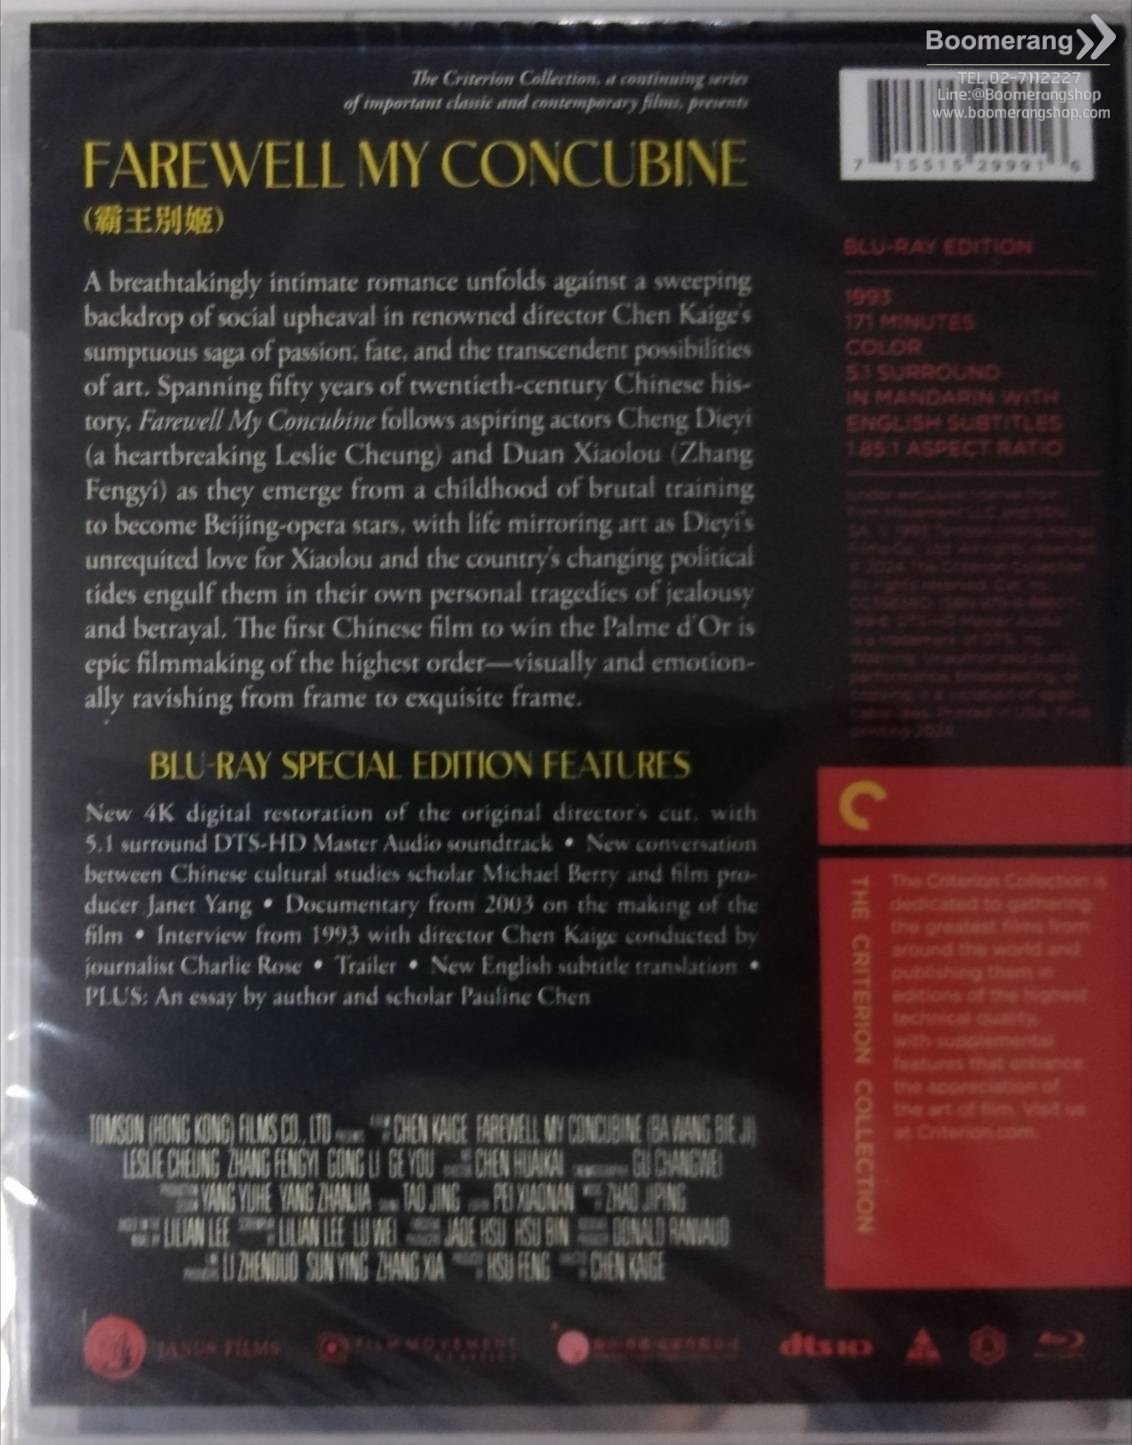 Boomerang
TEL.02-7112227
Line:@Boomerangshop
www.boomerangshop.com
7 15515 29991 6
The Criterion Collection, a continuing series
of important classic and contemporary films, presents
FAREWELL MY CONCUBINE
(霸王別姬)
A breathtakingly intimate romance unfolds against a sweeping
backdrop of social upheaval in renowned director Chen Kaige's
sumptuous saga of passion, fate, and the transcendent possibilities
of art. Spanning fifty years of twentieth-century Chinese his-
tory, Farewell My Concubine follows aspiring actors Cheng Dieyi
(a heartbreaking Leslie Cheung) and Duan Xiaolou (Zhang
Fengyi) as they emerge from a childhood of brutal training
to become Beijing-opera stars, with life mirroring art as Dieyi's
unrequited love for Xiaolou and the country's changing political
tides engulf them in their own personal tragedies of jealousy
and betrayal. The first Chinese film to win the Palme d'Or is
epic filmmaking of the highest order—visually and emotion-
ally ravishing from frame to exquisite frame.
BLU-RAY SPECIAL EDITION FEATURES
New 4K digital restoration of the original director's cut, with
5.1 surround DTS-HD Master Audio soundtrack • New conversation
between Chinese cultural studies scholar Michael Berry and film pro-
ducer Janet Yang • Documentary from 2003 on the making of the
film • Interview from 1993 with director Chen Kaige conducted by
journalist Charlie Rose • Trailer • New English subtitle translation •
PLUS: An essay by author and scholar Pauline Chen
TOMSON (HONG KONG) FILMS CO., LTD CHEN KAIGE FAREWELL MY CONCUBINE (BA WANG BIE JI)
LESLIE CHEUNG ZHANG FENGYI GONG LI GE YOU CHEN HUAIKAI GU CHANGWEI
YANG YUHE YANG ZHANJIA TAO JING PEI XIAONAN ZHAO JIPING
LILIAN LEE LILIAN LEE LU WEI JADE HSU HSU BIN DONALD RANVAUD
LI ZHENDUO SUN YING ZHANG XIA HSU FENG CHEN KAIGE
JANUS FILMS
FILM MOVEMENT
CLASSICS
dts HD
BLU-RAY EDITION
1993
171 MINUTES
COLOR
5.1 SURROUND
IN MANDARIN WITH
ENGLISH SUBTITLES
1.85:1 ASPECT RATIO
THE CRITERION COLLECTION
The Criterion Collection is
dedicated to gathering
the greatest films from
around the world and
publishing them in
editions of the highest
technical quality,
with supplemental
features that enhance
the appreciation of
the art of film. Visit us
at Criterion.com.